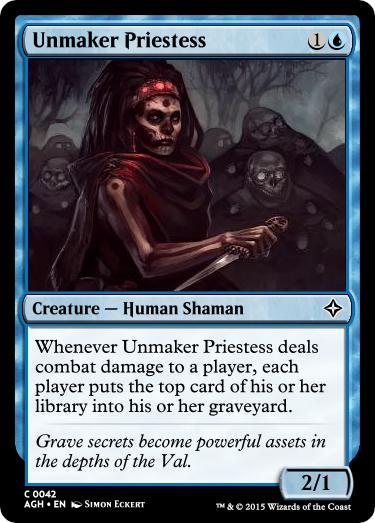 Unmaker Priestess 1
Creature — Human Shaman
Whenever Unmaker Priestess deals
combat damage to a player, each
player puts the top card of his or her
library into his or her graveyard.
Grave secrets become powerful assets in
the depths of the Val.
2/1
C 0042
AGH • EN Simon Eckert
™ & © 2015 Wizards of the Coast